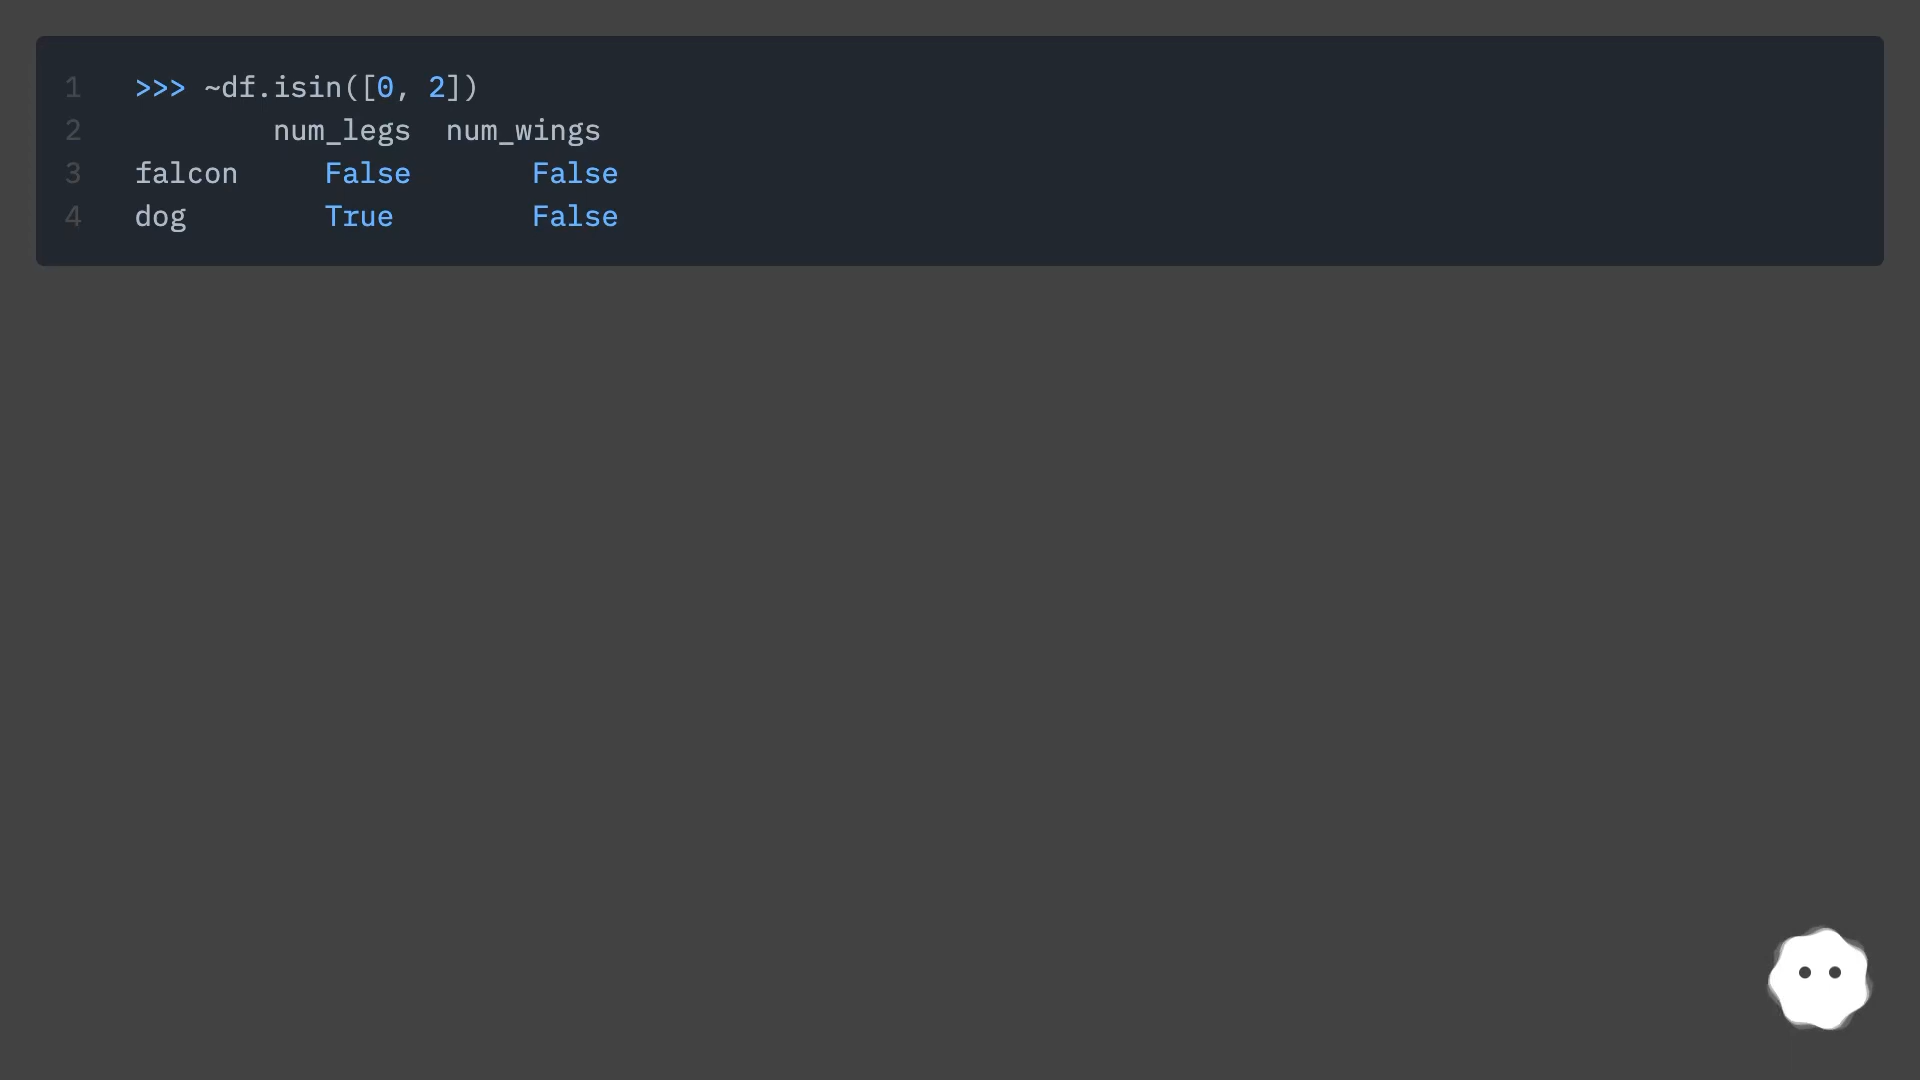 1 >>> ~df.isin([0, 2])
2         num_legs  num_wings
3 falcon     False       False
4 dog        True        False